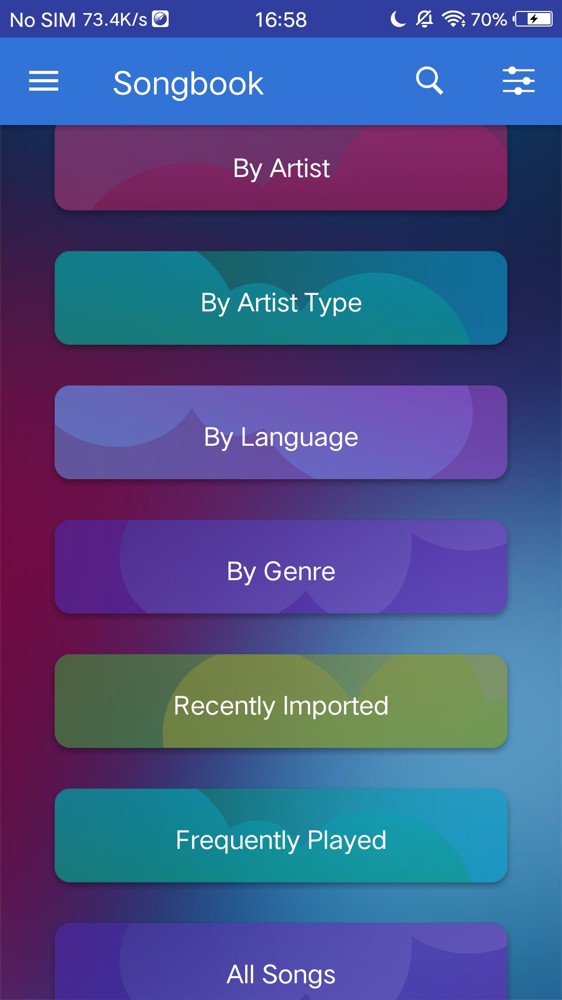 No SIM 73.4K/s 16:58 70%
Songbook
By Artist
By Artist Type
By Language
By Genre
Recently Imported
Frequently Played
All Songs